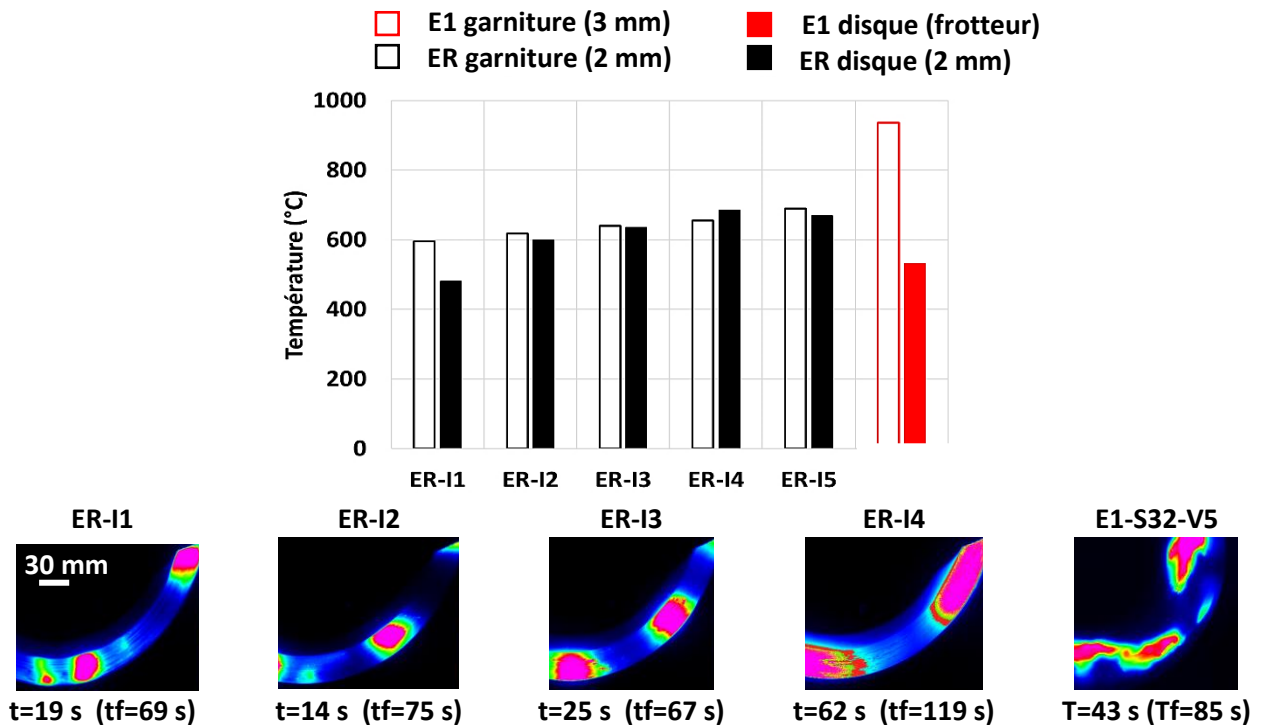 E1 garniture (3 mm) E1 disque (frotteur)
ER garniture (2 mm) ER disque (2 mm)
1000
800
600
400
200
0
Température (°C)
ER-I1 ER-I2 ER-I3 ER-I4 ER-I5
ER-I1 ER-I2 ER-I3 ER-I4 E1-S32-V5
30 mm
t=19 s (tf=69 s) t=14 s (tf=75 s) t=25 s (tf=67 s) t=62 s (tf=119 s) T=43 s (Tf=85 s)